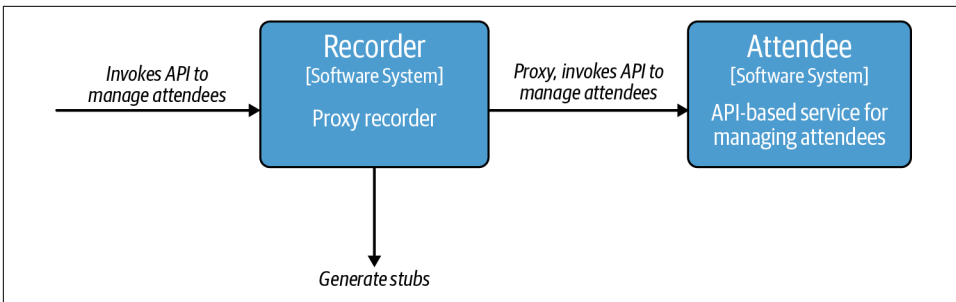 Invokes API to
manage attendees
Recorder
[Software System]
Proxy recorder
Proxy, invokes API to
manage attendees
Attendee
[Software System]
API-based service for
managing attendees
Generate stubs